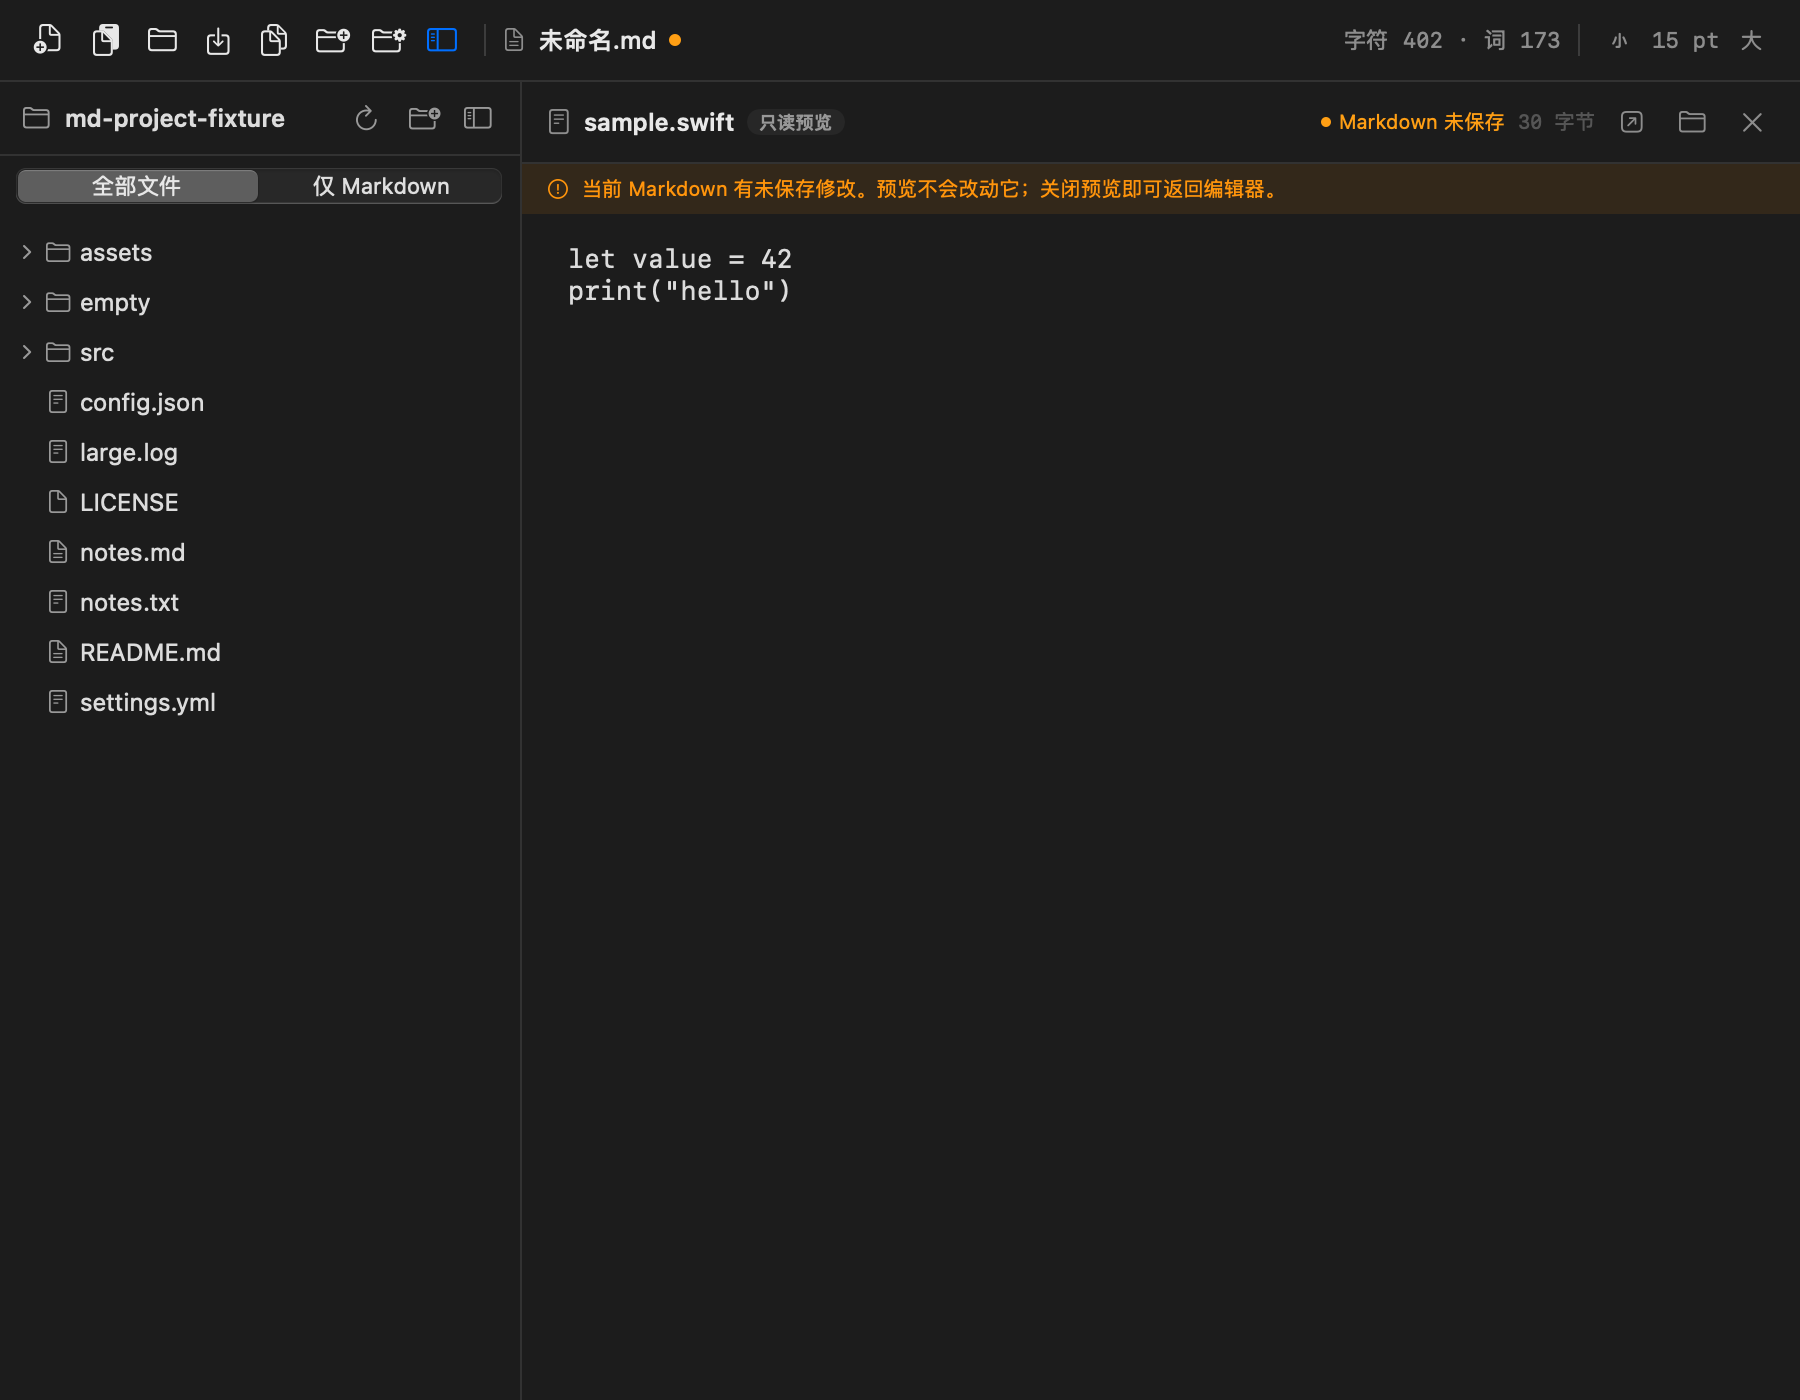 未命名.md
字符 402 · 词 173
小 15 pt 大
md-project-fixture
全部文件
仅 Markdown
assets
empty
src
config.json
large.log
LICENSE
notes.md
notes.txt
README.md
settings.yml
sample.swift 只读预览
Markdown 未保存 30 字节
当前 Markdown 有未保存修改。预览不会改动它；关闭预览即可返回编辑器。
let value = 42
print("hello")